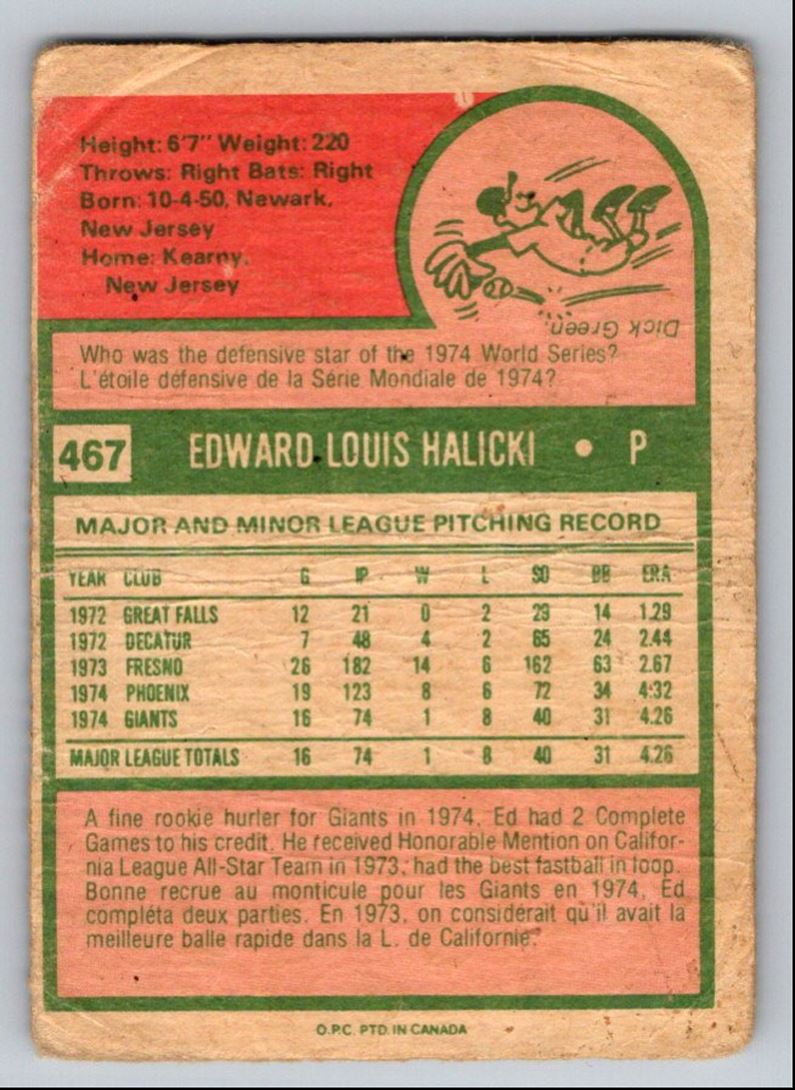 Height: 6'7" Weight: 220
Throws: Right Bats: Right
Born: 10-4-50, Newark,
New Jersey
Home: Kearny,
New Jersey
Dick Green.
Who was the defensive star of the 1974 World Series?
L'étoile défensive de la Série Mondiale de 1974?
467 EDWARD LOUIS HALICKI • P
MAJOR AND MINOR LEAGUE PITCHING RECORD
YEAR CLUB G IP W L SO BB ERA
1972 GREAT FALLS 12 21 0 2 29 14 1.29
1972 DECATUR 7 48 4 2 65 24 2.44
1973 FRESNO 26 182 14 6 162 63 2.67
1974 PHOENIX 19 123 8 6 72 34 4.32
1974 GIANTS 16 74 1 8 40 31 4.26
MAJOR LEAGUE TOTALS 16 74 1 8 40 31 4.26
A fine rookie hurler for Giants in 1974, Ed had 2 Complete
Games to his credit. He received Honorable Mention on Califor-
nia League All-Star Team in 1973, had the best fastball in loop.
Bonne recrue au monticule pour les Giants en 1974, Ed
compléta deux parties. En 1973, on considérait qu'il avait la
meilleure balle rapide dans la L. de Californie.
O.P.C. PTD. IN CANADA